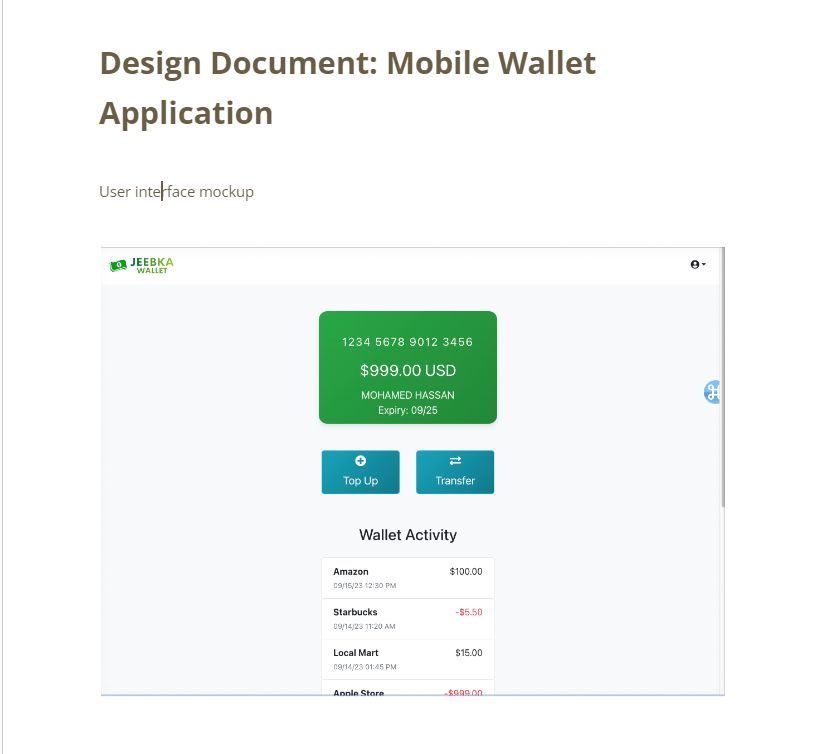 Design Document: Mobile Wallet
Application
User interface mockup
JEEBKA
WALLET
1234 5678 9012 3456
$999.00 USD
MOHAMED HASSAN
Expiry: 09/25
Top Up
Transfer
Wallet Activity
Amazon $100.00
09/15/23 12:30 PM
Starbucks -$5.50
09/14/23 11:20 AM
Local Mart $15.00
09/14/23 01:45 PM
Apple Store -$999.00